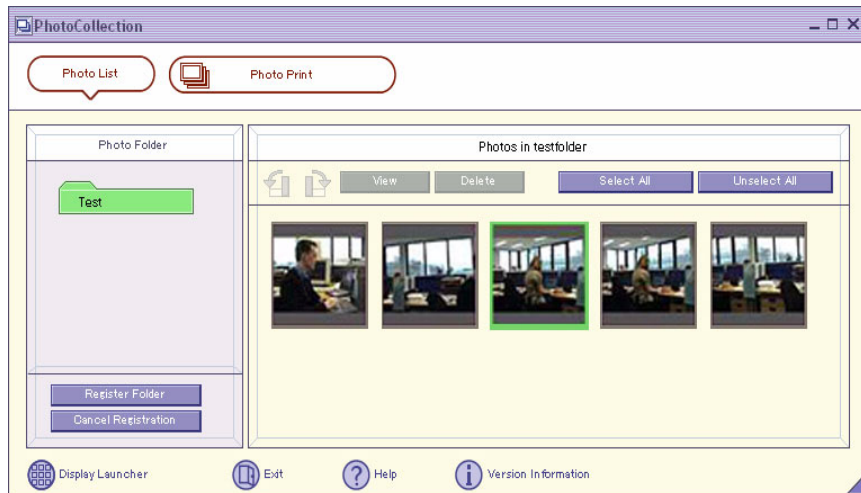 PhotoCollection
Photo List
Photo Print
Photo Folder
Test
Register Folder
Cancel Registration
Photos in testfolder
View
Delete
Select All
Unselect All
Display Launcher
Exit
Help
Version Information